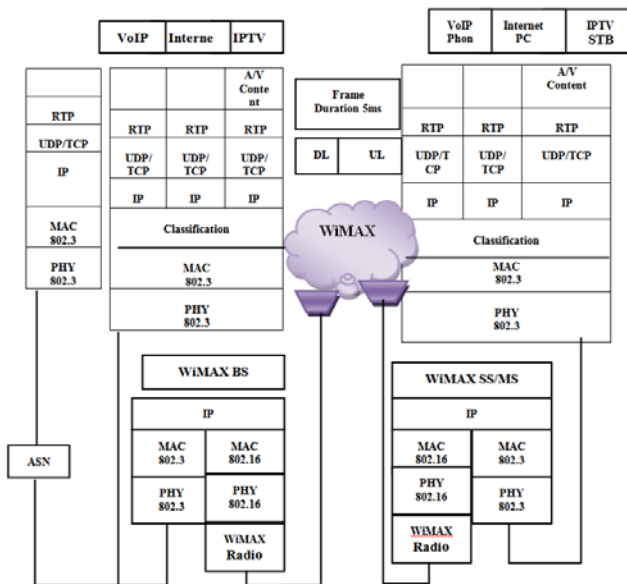 VoIP Interne IPTV
VoIP
Phon
Internet
PC
IPTV
STB
RTP
UDP/TCP
IP
MAC
802.3
PHY
802.3
A/V
Conte
nt
RTP RTP RTP
UDP/
TCP
UDP/
TCP
UDP/
TCP
IP IP IP
Classification
MAC
802.3
PHY
802.3
Frame
Duration 5ms
DL UL
WiMAX
A/V
Content
RTP RTP RTP
UDP/T
CP
UDP/
TCP
UDP/TCP
IP IP IP
Classification
MAC
802.3
PHY
802.3
WiMAX BS
IP
MAC
802.3
MAC
802.16
PHY
802.3
PHY
802.16
WiMAX
Radio
ASN
WiMAX SS/MS
IP
MAC
802.16
MAC
802.3
PHY
802.16
PHY
802.3
WiMAX
Radio